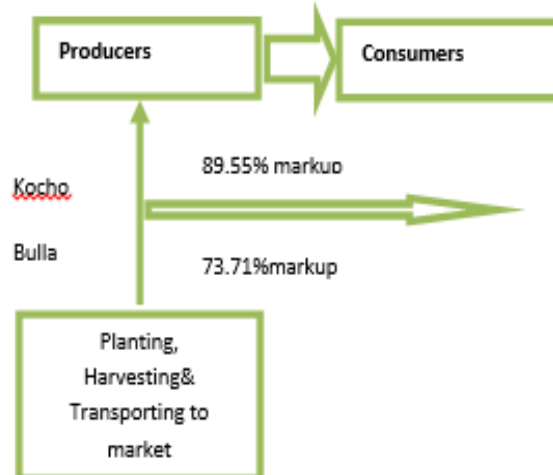 Producers
Consumers
Kocho
89.55% markup
Bulla
73.71%markup
Planting,
Harvesting&
Transporting to
market